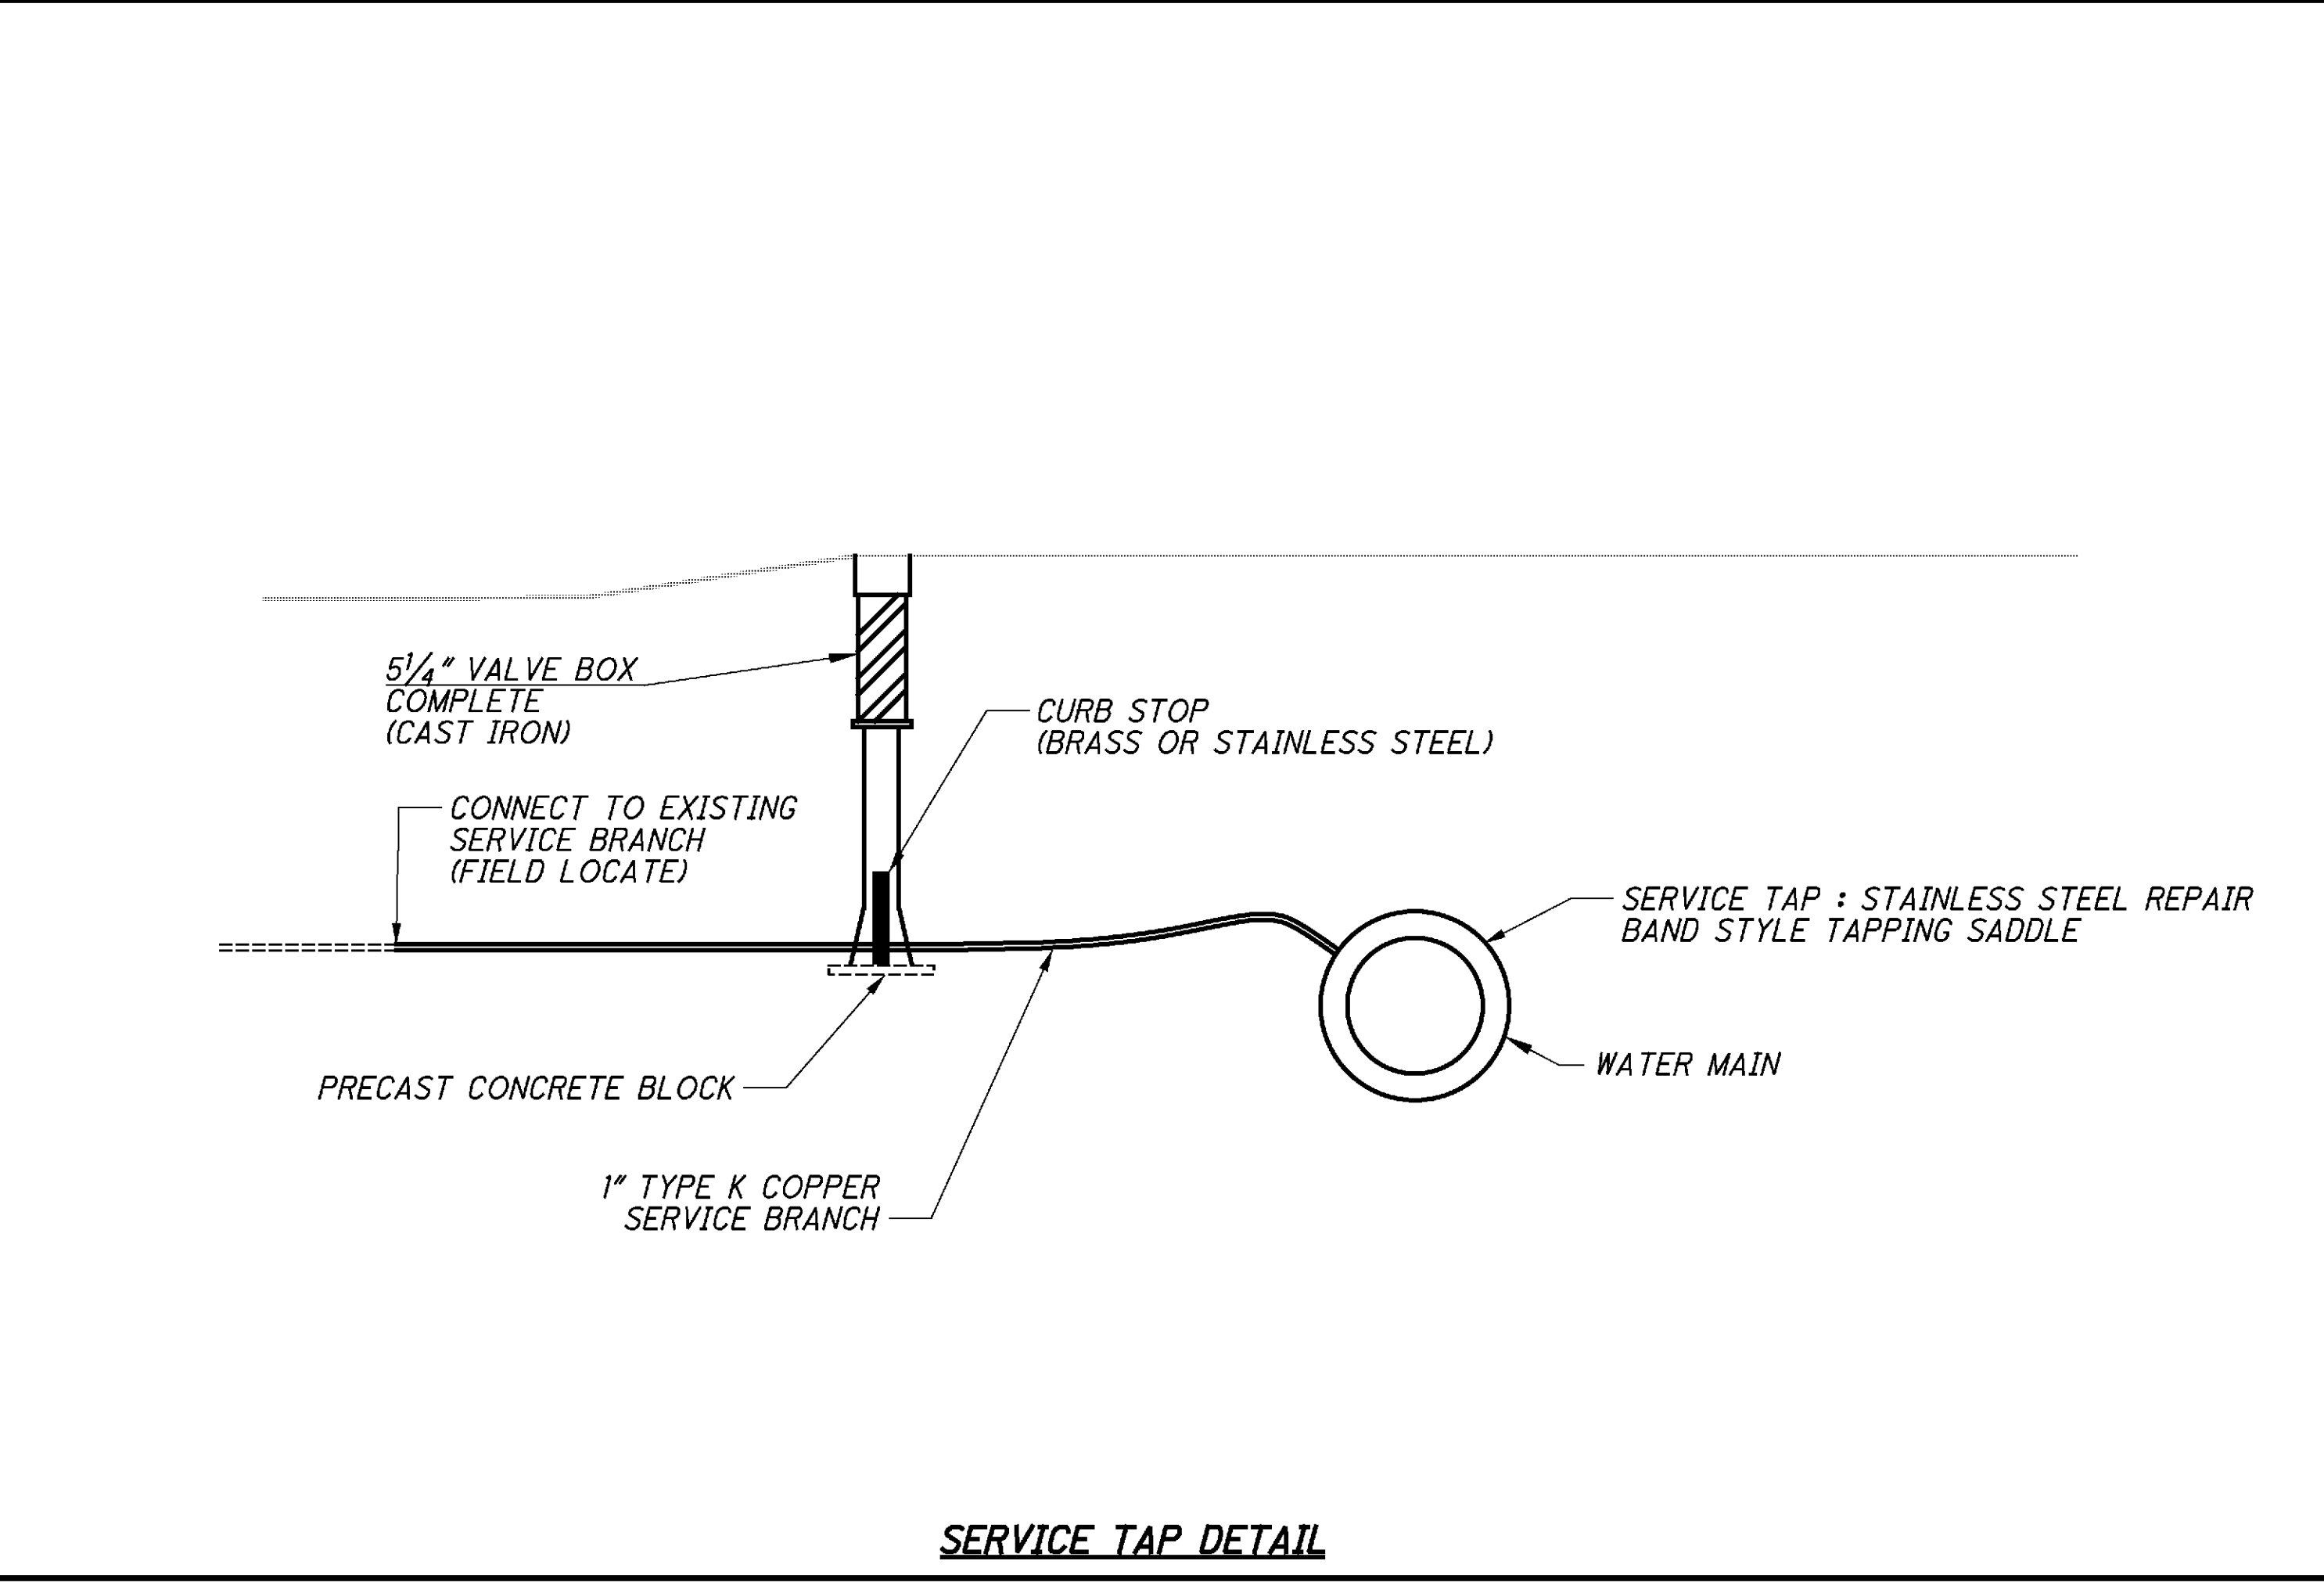 5 1/4" VALVE BOX
COMPLETE
(CAST IRON)
CURB STOP
(BRASS OR STAINLESS STEEL)
CONNECT TO EXISTING
SERVICE BRANCH
(FIELD LOCATE)
SERVICE TAP : STAINLESS STEEL REPAIR
BAND STYLE TAPPING SADDLE
WATER MAIN
PRECAST CONCRETE BLOCK
1" TYPE K COPPER
SERVICE BRANCH
SERVICE TAP DETAIL